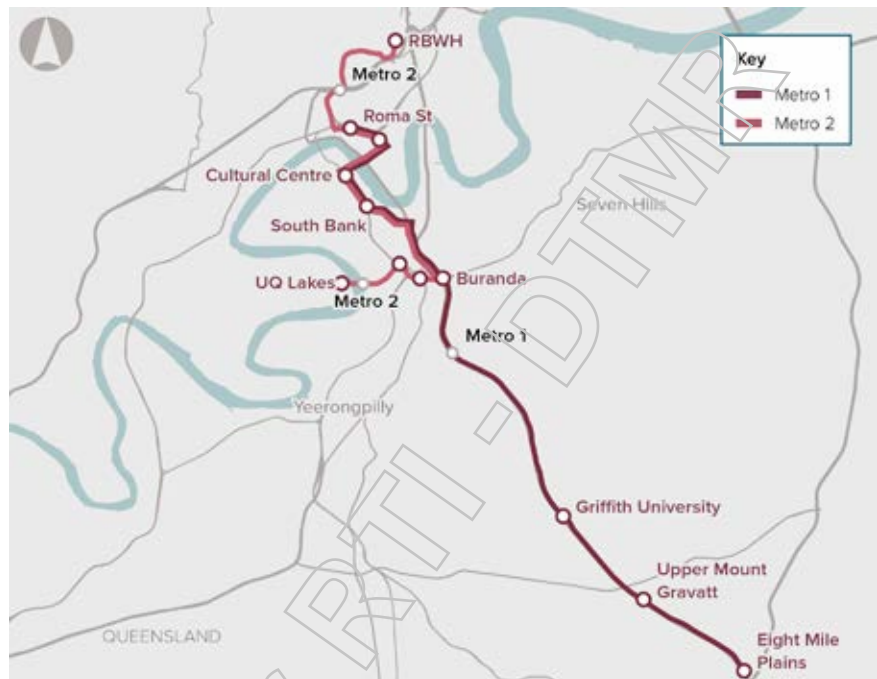 RBWH
Metro 2
Key
Metro 1
Metro 2
Roma St
Cultural Centre
Seven Hills
South Bank
UQ Lakes
Buranda
Metro 2
Metro 1
Yeerongpilly
Griffith University
Upper Mount
Gravatt
QUEENSLAND
Eight Mile
Plains
RTI - DTMR